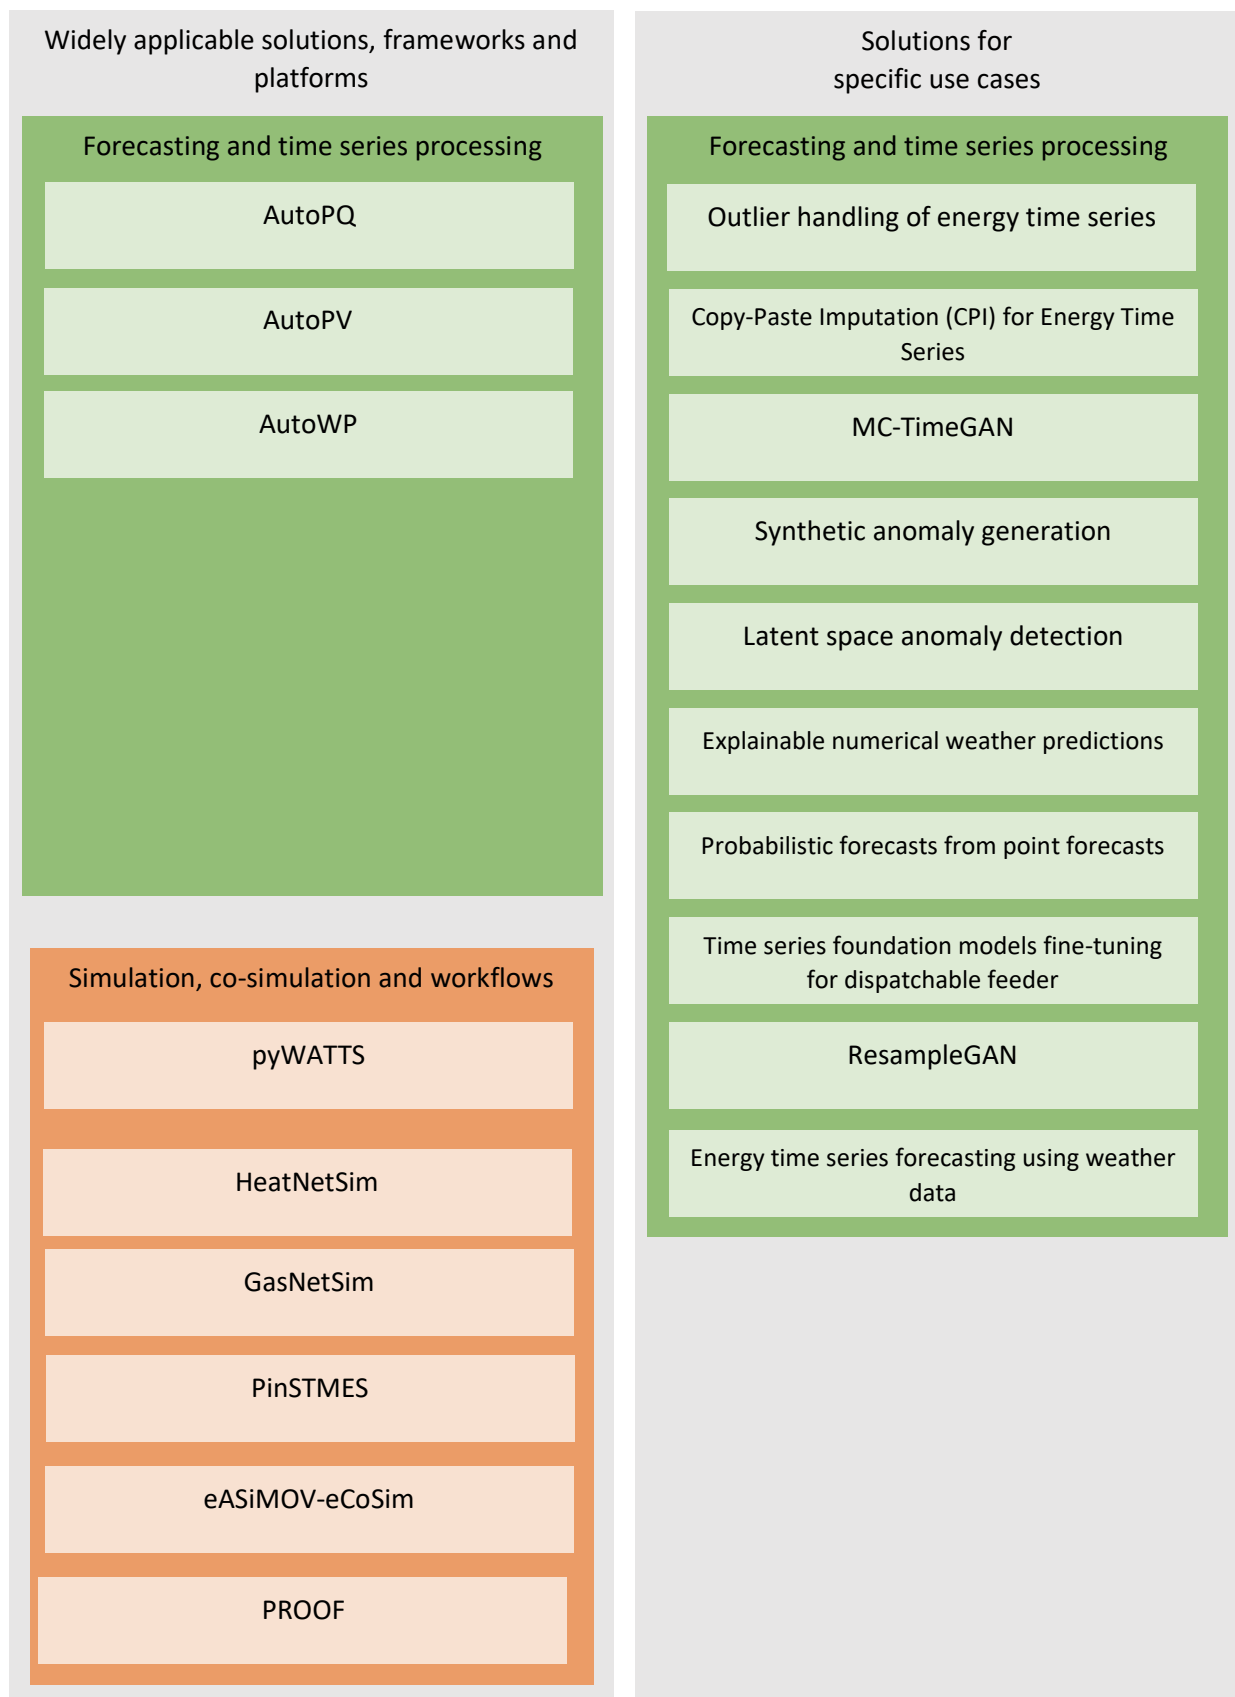 Widely applicable solutions, frameworks and
platforms
Forecasting and time series processing
AutoPQ
AutoPV
AutoWP
Simulation, co-simulation and workflows
pyWATTS
HeatNetSim
GasNetSim
PinSTMES
eASiMOV-eCoSim
PROOF
Solutions for
specific use cases
Forecasting and time series processing
Outlier handling of energy time series
Copy-Paste Imputation (CPI) for Energy Time
Series
MC-TimeGAN
Synthetic anomaly generation
Latent space anomaly detection
Explainable numerical weather predictions
Probabilistic forecasts from point forecasts
Time series foundation models fine-tuning
for dispatchable feeder
ResampleGAN
Energy time series forecasting using weather
data